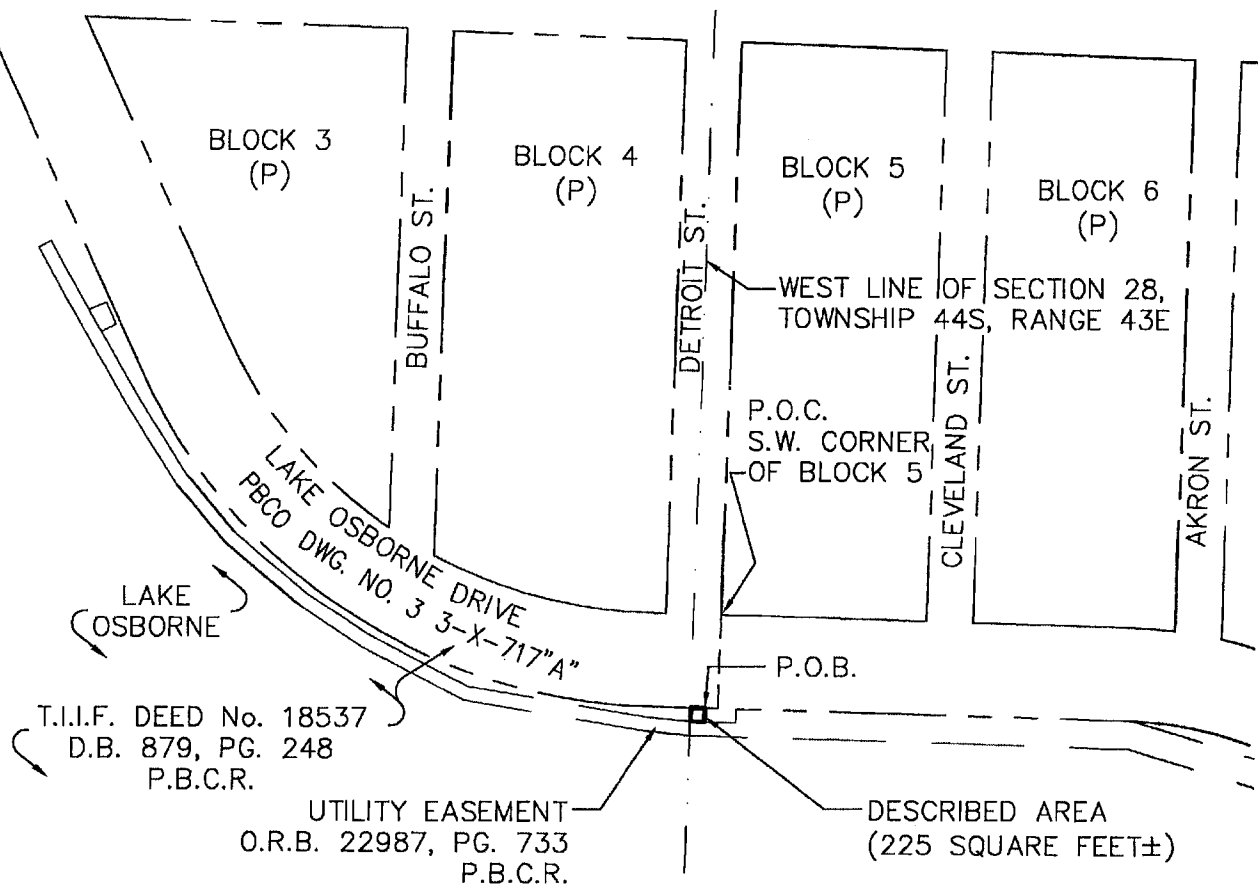 BLOCK 3
(P)
BLOCK 4
(P)
BLOCK 5
(P)
BLOCK 6
(P)
BUFFALO ST.
DETROIT ST.
WEST LINE OF SECTION 28,
TOWNSHIP 44S, RANGE 43E
CLEVELAND ST.
AKRON ST.
P.O.C.
S.W. CORNER
OF BLOCK 5
LAKE OSBORNE DRIVE
PBCO DWG. NO. 3 3-X-717"A"
LAKE
OSBORNE
P.O.B.
T.I.I.F. DEED No. 18537
D.B. 879, PG. 248
P.B.C.R.
UTILITY EASEMENT
O.R.B. 22987, PG. 733
P.B.C.R.
DESCRIBED AREA
(225 SQUARE FEET±)